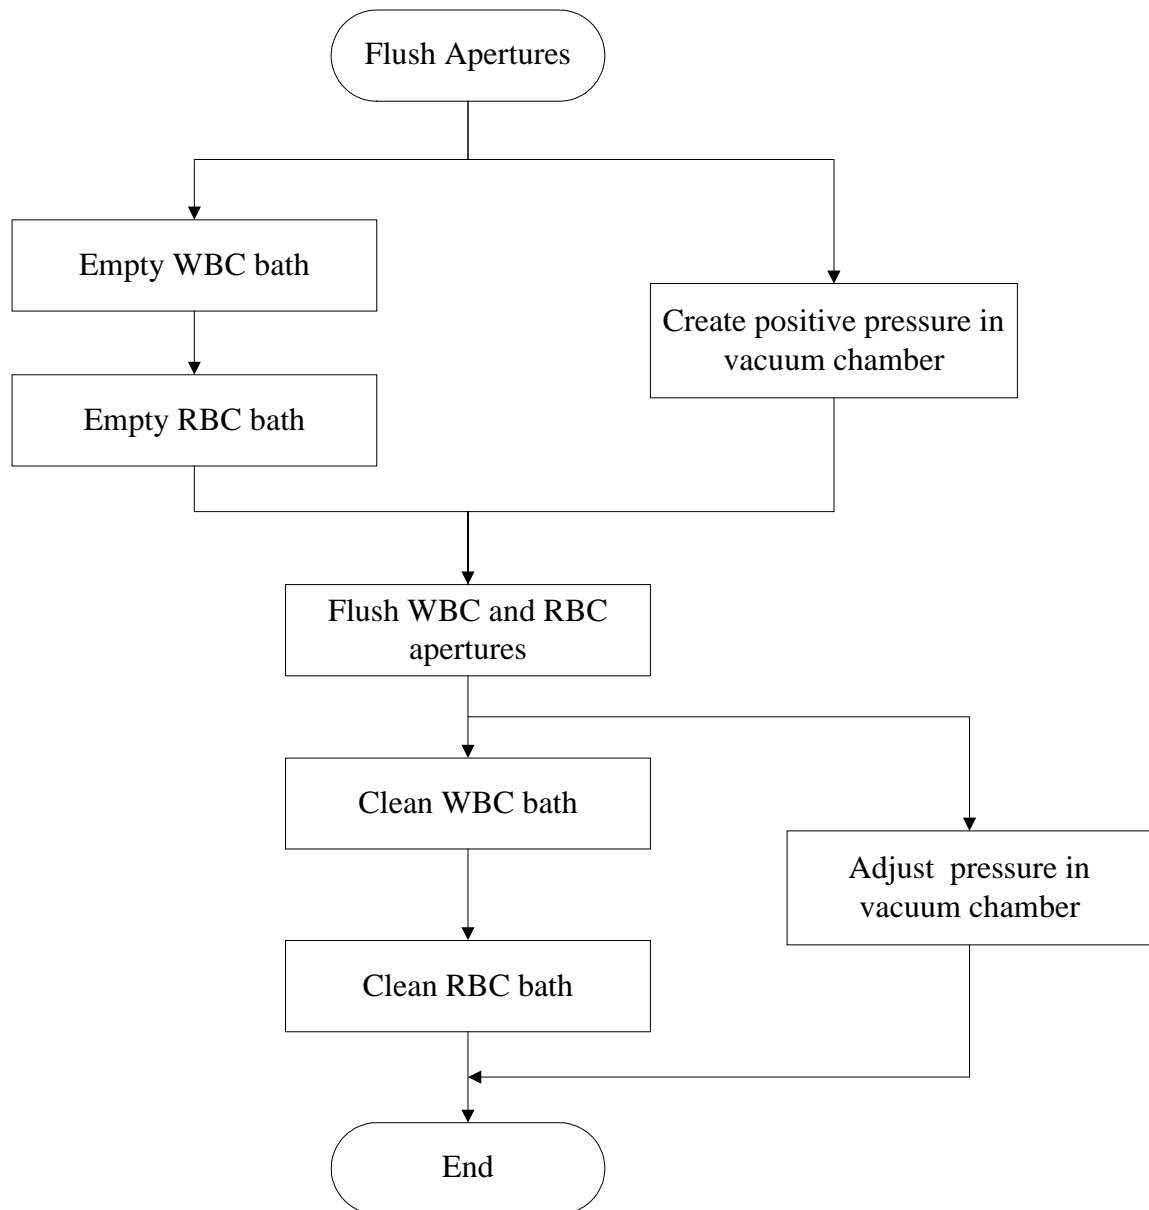 Flush Apertures
Empty WBC bath
Create positive pressure in
vacuum chamber
Empty RBC bath
Flush WBC and RBC
apertures
Clean WBC bath
Adjust  pressure in
vacuum chamber
Clean RBC bath
End